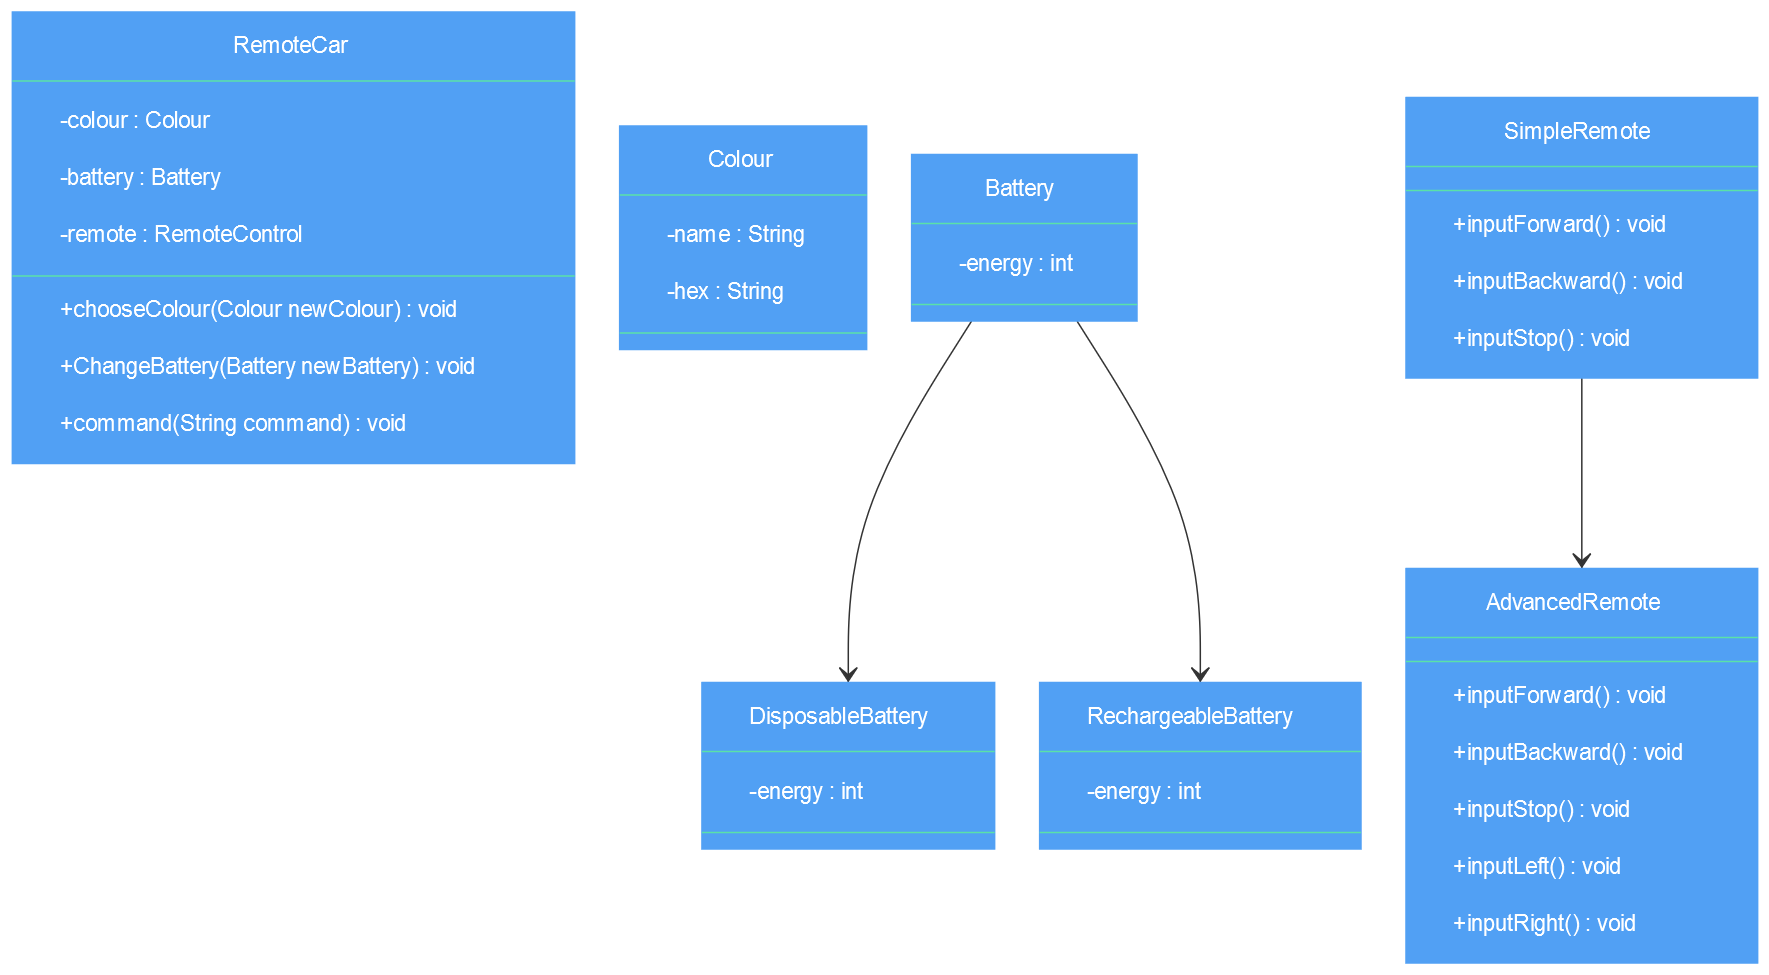 RemoteCar
-colour : Colour
-battery : Battery
-remote : RemoteControl
+chooseColour(Colour newColour) : void
+ChangeBattery(Battery newBattery) : void
+command(String command) : void
Colour
-name : String
-hex : String
Battery
-energy : int
SimpleRemote
+inputForward() : void
+inputBackward() : void
+inputStop() : void
DisposableBattery
-energy : int
RechargeableBattery
-energy : int
AdvancedRemote
+inputForward() : void
+inputBackward() : void
+inputStop() : void
+inputLeft() : void
+inputRight() : void